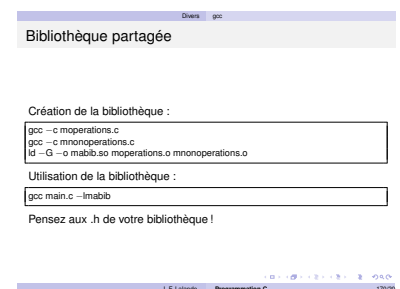 Divers gcc
Bibliothèque partagée
Création de la bibliothèque :
gcc −c moperations.c
gcc −c mnonoperations.c
ld −G −o mabib.so moperations.o mnonoperations.o
Utilisation de la bibliothèque :
gcc main.c −lmabib
Pensez aux .h de votre bibliothèque !
Programmation C